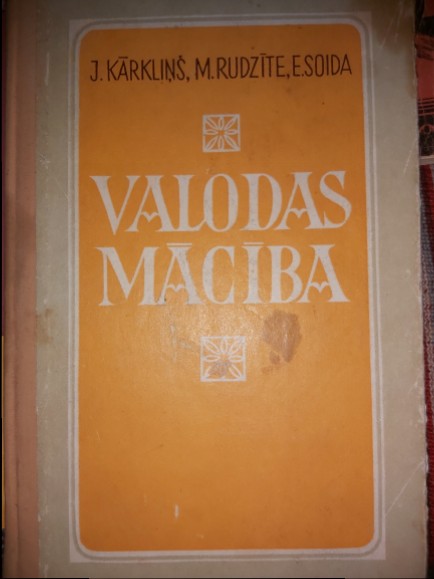 J. KĀRKLIŅŠ, M. RUDZĪTE, E. SOIDA
VALODAS
MĀCĪBA